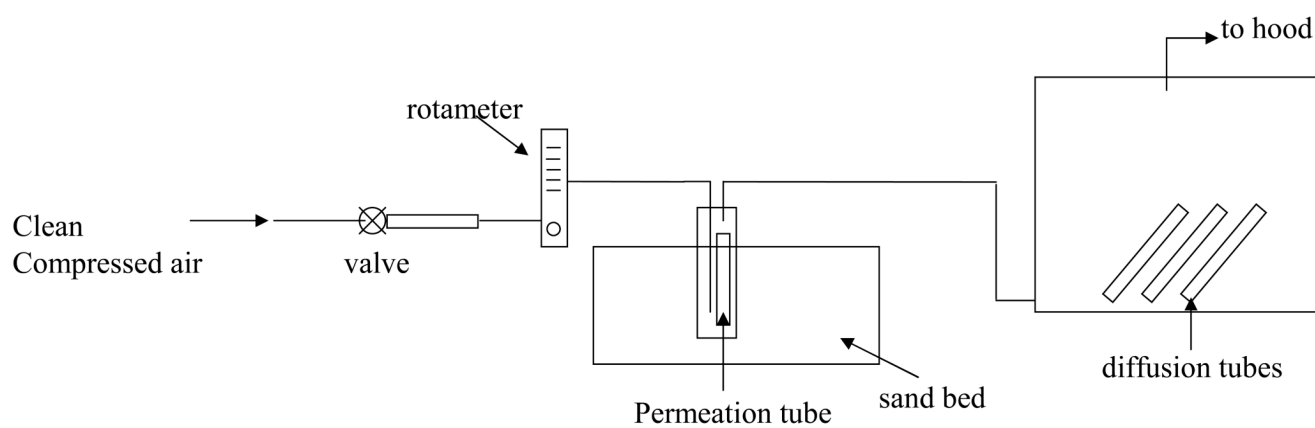 to hood
rotameter
Clean
Compressed air
valve
diffusion tubes
sand bed
Permeation tube